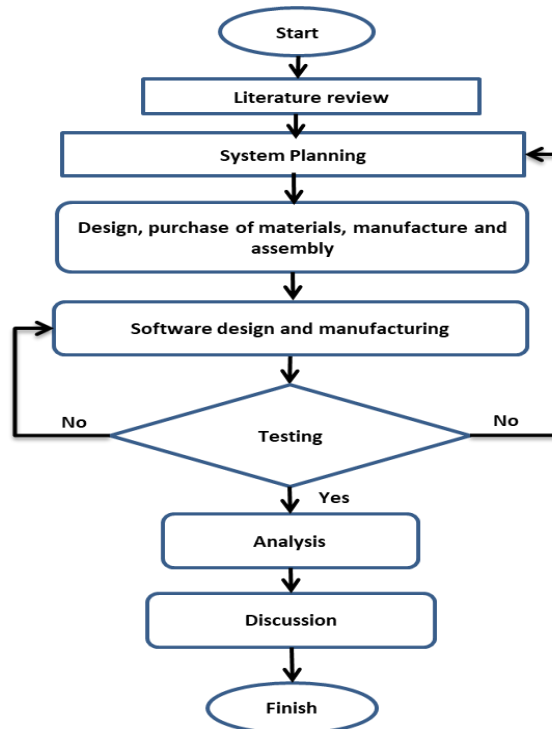 Start
Literature review
System Planning
Design, purchase of materials, manufacture and
assembly
Software design and manufacturing
No
Testing
No
Yes
Analysis
Discussion
Finish